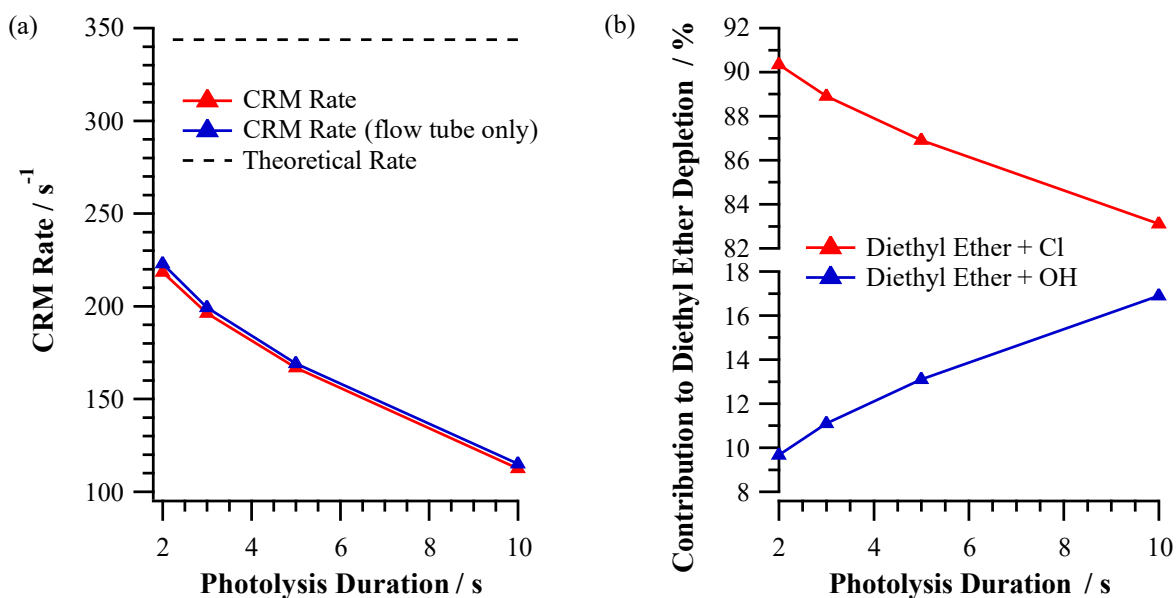 (a)
CRM Rate / s⁻¹
350
300
250
200
150
100
CRM Rate
CRM Rate (flow tube only)
Theoretical Rate
2
4
6
8
10
Photolysis Duration / s
(b)
Contribution to Diethyl Ether Depletion / %
92
90
88
86
84
82
18
16
14
12
10
8
Diethyl Ether + Cl
Diethyl Ether + OH
2
4
6
8
10
Photolysis Duration / s